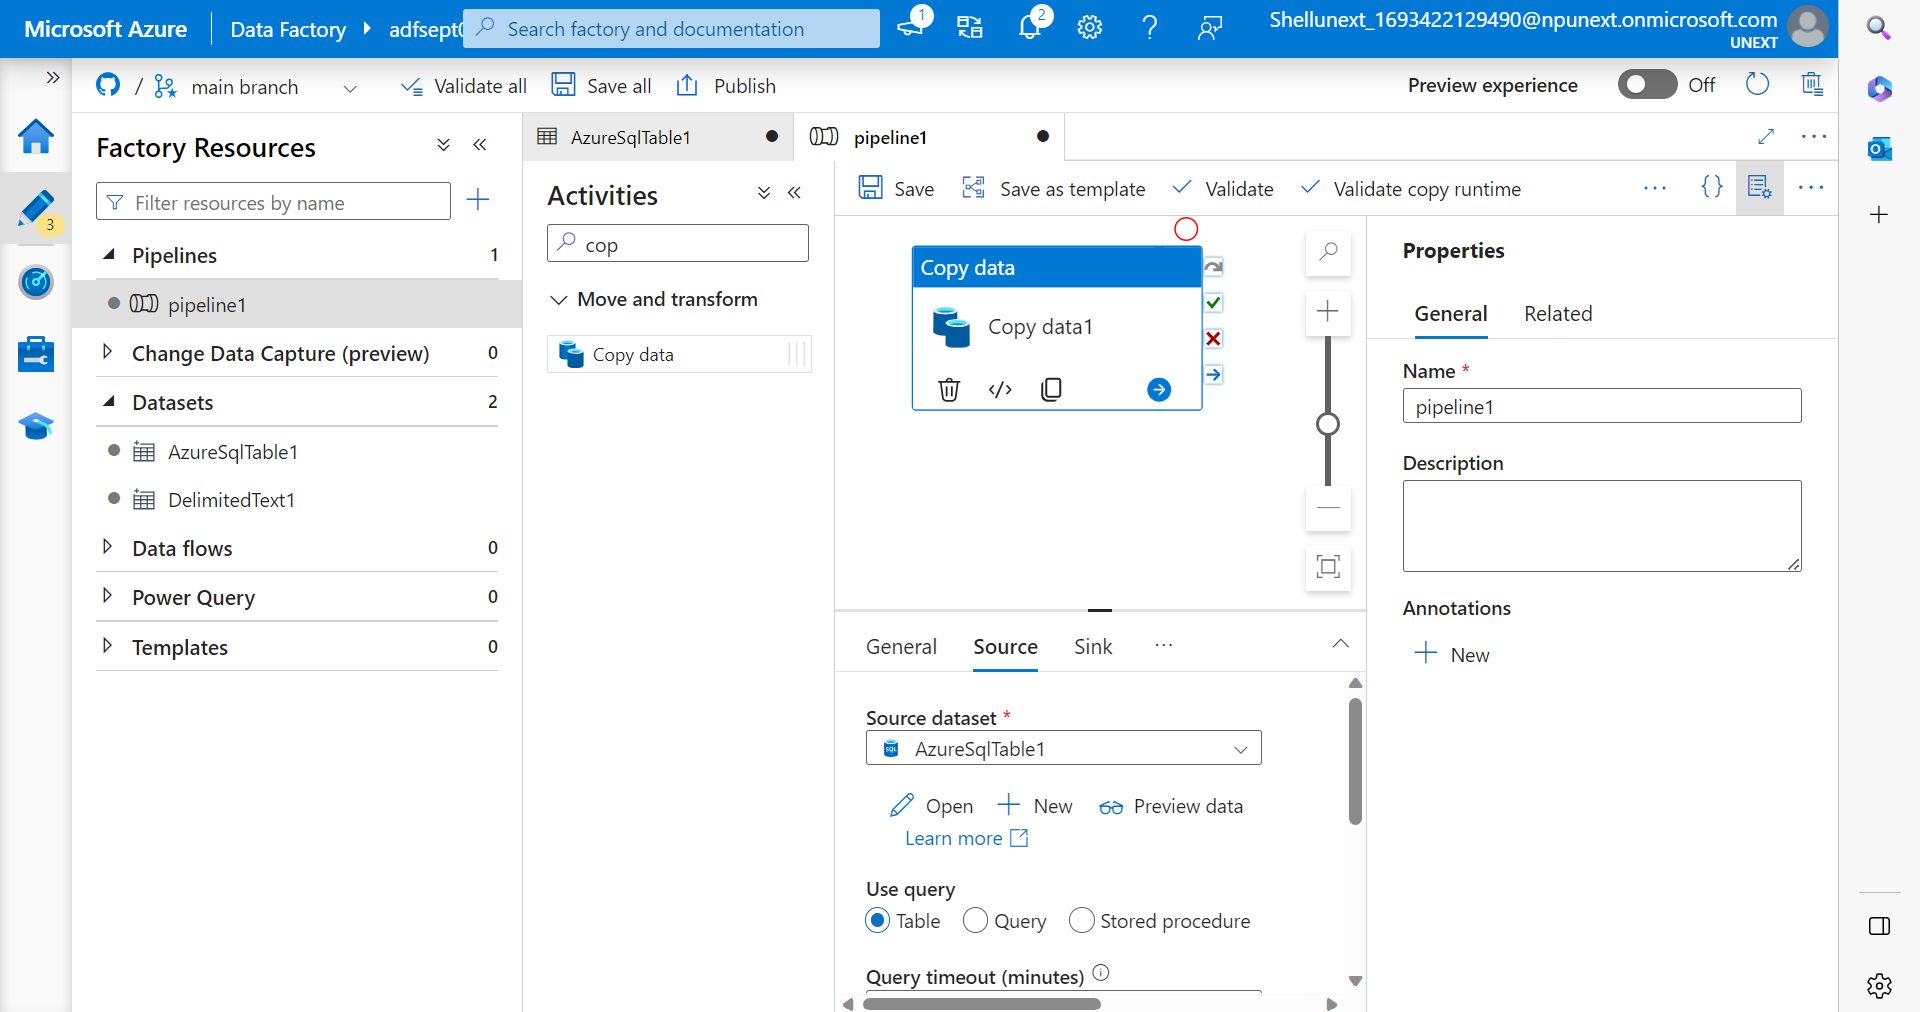 Microsoft Azure
Data Factory
adfsept0
Search factory and documentation
1
2
Shellunext_1693422129490@npunext.onmicrosoft.com
UNEXT
/
main branch
Validate all
Save all
Publish
Preview experience
Off
3
Factory Resources
Filter resources by name
Pipelines 1
pipeline1
Change Data Capture (preview) 0
Datasets 2
AzureSqlTable1
DelimitedText1
Data flows 0
Power Query 0
Templates 0
AzureSqlTable1
pipeline1
Activities
cop
Move and transform
Copy data
Save
Save as template
Validate
Validate copy runtime
{}
Copy data
Copy data1
General
Source
Sink
Source dataset *
SQL
AzureSqlTable1
Open
New
Preview data
Learn more
Use query
Table
Query
Stored procedure
Query timeout (minutes)
Properties
General
Related
Name *
pipeline1
Description
Annotations
New